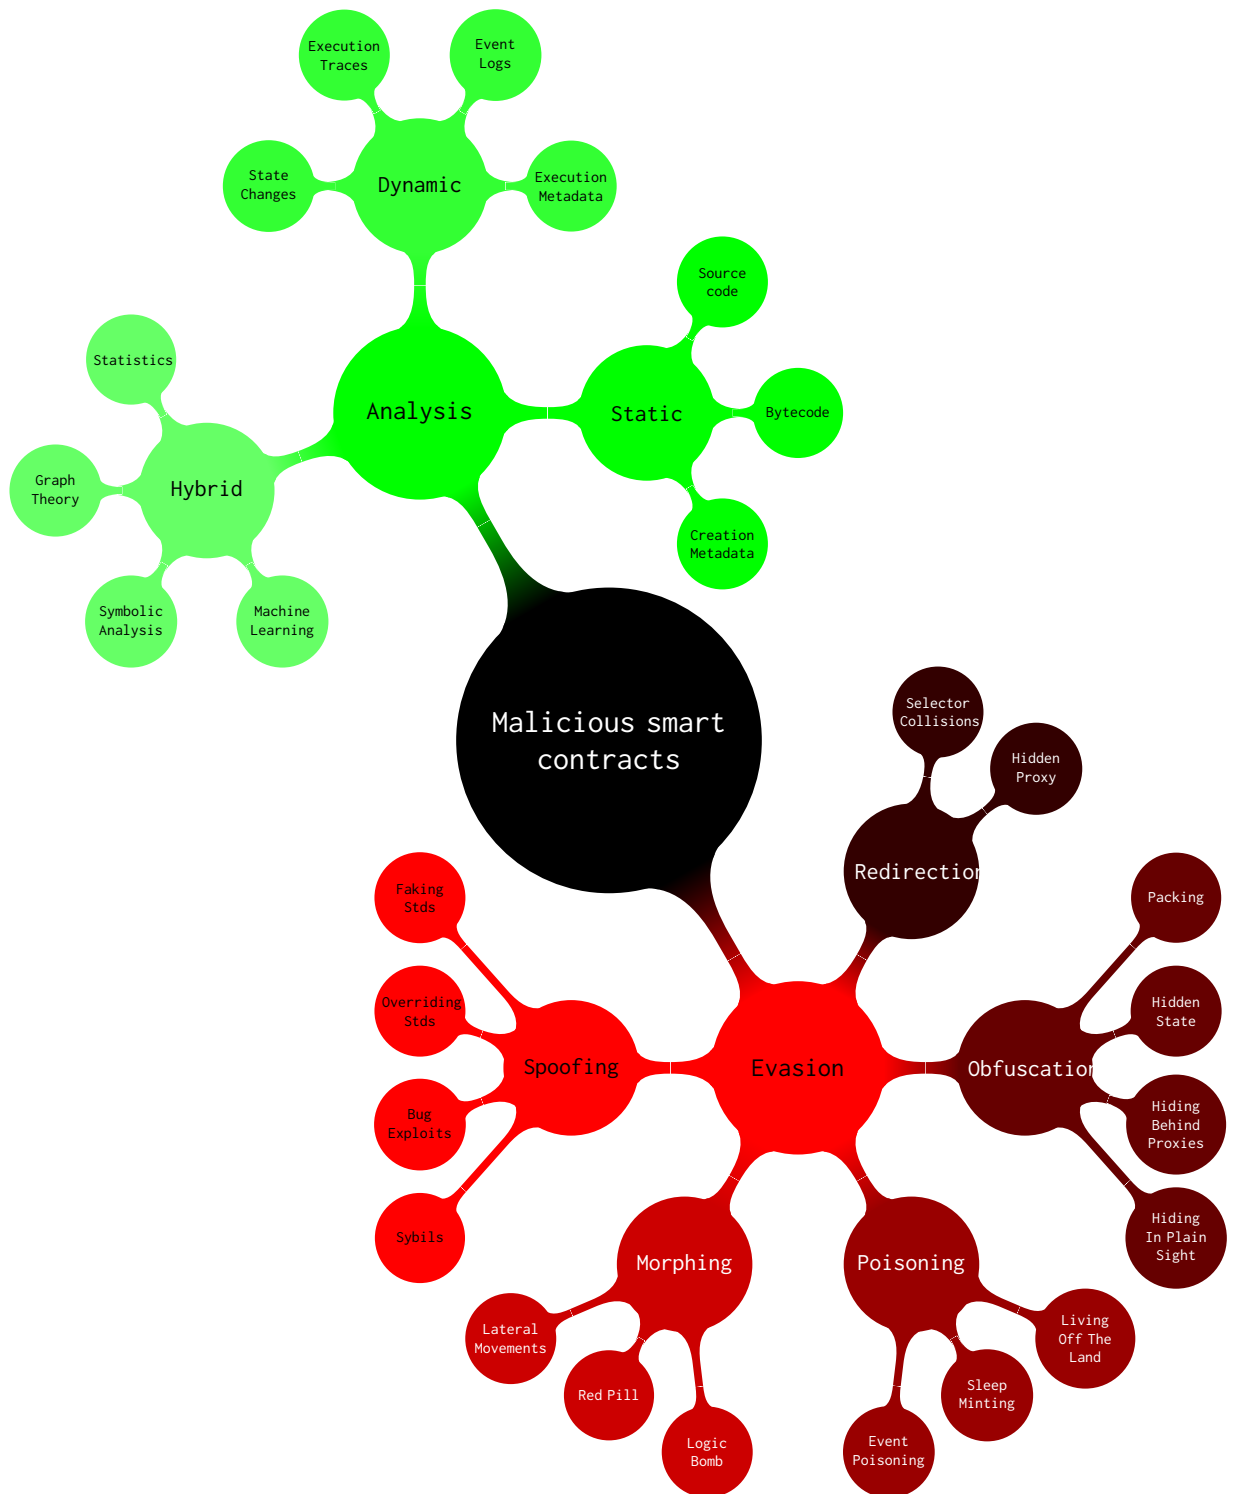 Execution
Traces
Event
Logs
State
Changes
Dynamic
Execution
Metadata
Source
code
Statistics
Analysis
Static
Bytecode
Graph
Theory
Hybrid
Creation
Metadata
Symbolic
Analysis
Machine
Learning
Malicious smart
contracts
Selector
Collisions
Hidden
Proxy
Redirection
Faking
Stds
Packing
Overriding
Stds
Hidden
State
Spoofing
Evasion
Obfuscation
Bug
Exploits
Hiding
Behind
Proxies
Sybils
Hiding
In Plain
Sight
Morphing
Poisoning
Lateral
Movements
Living
Off The
Land
Red Pill
Sleep
Minting
Logic
Bomb
Event
Poisoning